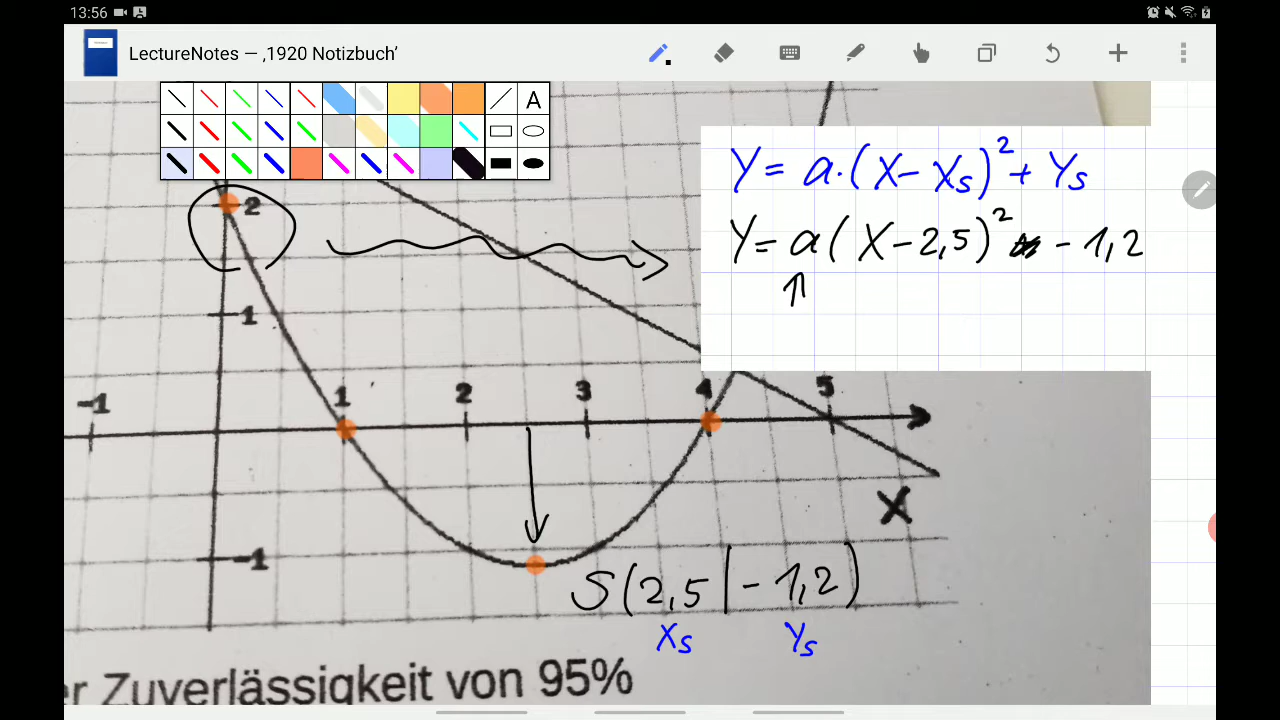 13:56
LectureNotes – ‚1920 Notizbuch‘
A
Y = a·(X - Xs)² + Ys
Y = a (X - 2,5)² - 1,2
2
1
-1 1 2 3 4 5
X
-1
S(2,5 | - 1,2)
Xs Ys
er Zuverlässigkeit von 95%